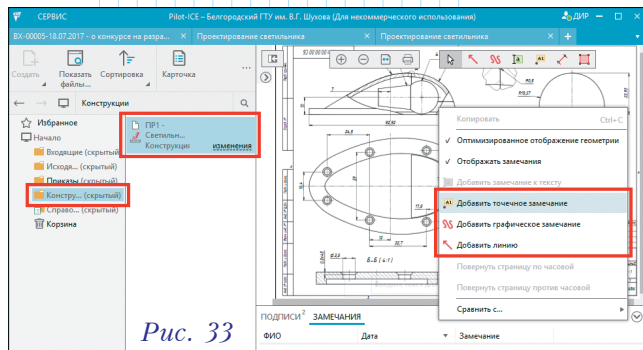 СЕРВИС
Pilot-ICE – Белгородский ГТУ им. В.Г. Шухова (Для некоммерческого использования)
ДИР
ВХ-00005-18.07.2017 - о конкурсе на разра...
Проектирование светильника
Проектирование светильника
Создать
Показать файлы...
Сортировка
Карточка
Конструкции
Избранное
Начало
Входящие (скрытый)
Исходя... (скрытый)
Приказы (скрытый)
Констру... (скрытый)
Справо... (скрытый)
Корзина
ПР1 -
Светильн...
Конструкция
изменения
Копировать
Ctrl+C
Оптимизированное отображение геометрии
Отображать замечания
Добавить замечание к тексту
Добавить точечное замечание
Добавить графическое замечание
Добавить линию
Повернуть страницу по часовой
Повернуть страницу против часовой
Сравнить с...
Б-Б (4:1)
ПОДПИСИ 2
ЗАМЕЧАНИЯ
ФИО
Дата
Замечание
Рис. 33